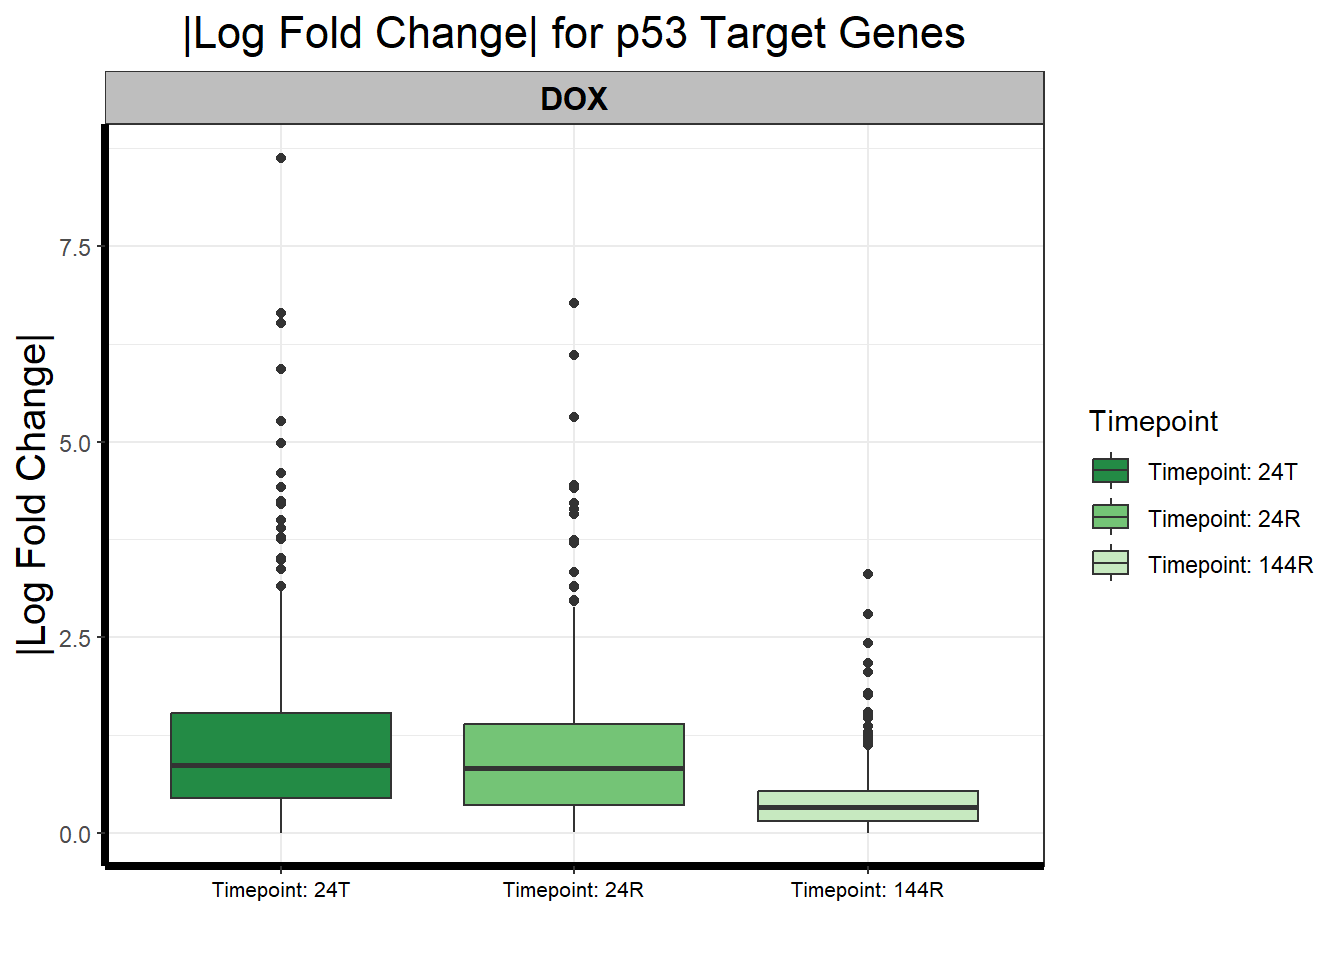 |Log Fold Change| for p53 Target Genes
DOX
|Log Fold Change|
7.5
5.0
2.5
0.0
Timepoint: 24T
Timepoint: 24R
Timepoint: 144R
Timepoint
Timepoint: 24T
Timepoint: 24R
Timepoint: 144R